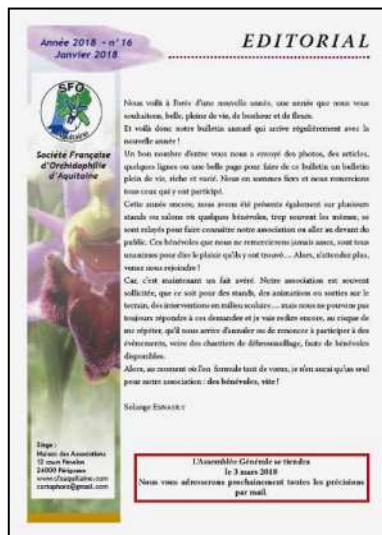 Année 2018 - n°16
Janvier 2018
EDITORIAL
SFO
Aquitaine
Société Française
d'Orchidophilie
d'Aquitaine
Nous voilà à l'orée d'une nouvelle année, une année que nous vous
souhaitons, belle, pleine de vie, de bonheur et de fleurs.
Et voilà donc notre bulletin annuel qui arrive régulièrement avec la
nouvelle année !
Un bon nombre d'entre vous nous a envoyé des photos, des articles,
quelques lignes ou une belle page pour faire de ce bulletin un bulletin
plein de vie, riche et varié. Nous en sommes fiers et nous remercions
tous ceux qui y ont participé.
Cette année encore, nous avons été présents également sur plusieurs
stands ou salons où quelques bénévoles, trop souvent les mêmes, se
sont relayés pour faire connaître notre association ou aller au devant du
public. Ces bénévoles que nous ne remercierons jamais assez, sont tous
unanimes pour dire le plaisir qu'ils y ont trouvé... Alors, n'attendez plus,
venez nous rejoindre !
Car, c'est maintenant un fait avéré. Notre association est souvent
sollicitée, que ce soit pour des stands, des animations ou sorties sur le
terrain, des interventions en milieu scolaire... mais nous ne pouvons pas
toujours répondre à ces demandes et je vais redire encore, au risque de
me répéter, qu'il nous arrive d'annuler ou de renoncer à participer à des
événements, voire des chantiers de débroussaillage, faute de bénévoles
disponibles.
Alors, au moment où l'on formule tant de vœux, je n'en aurai qu'un seul
pour notre association : des bénévoles, vite !
Solange
Siège :
Maison des Associations
12 cours Fénelon
24000 Périgueux
www.sfoaquitaine.com
cartophore@gmail.com
L'Assemblée Générale se tiendra
le 3 mars 2018
Nous vous adresserons prochainement toutes les précisions
par mail.